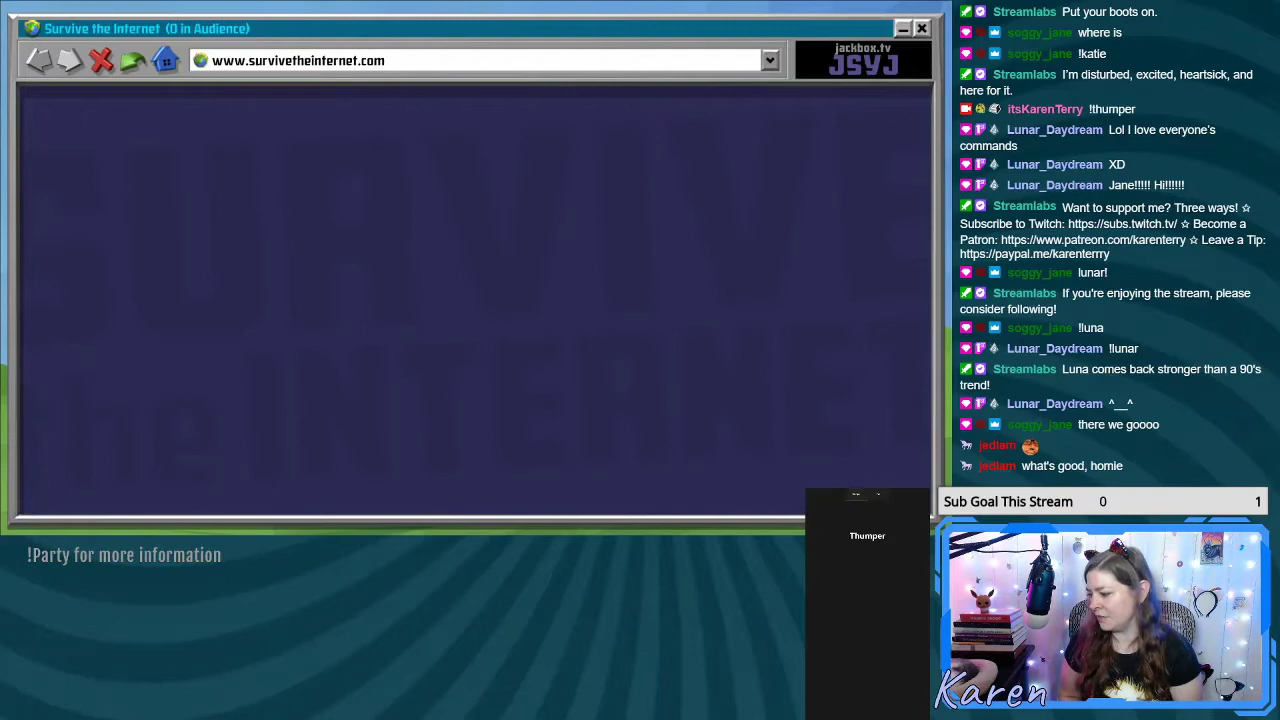 Survive the Internet (0 in Audience)
www.survivetheinternet.com
jackbox.tv
JSYJ
!Party for more information
Thumper
Streamlabs Put your boots on.
soggy_jane where is
soggy_jane !katie
Streamlabs I'm disturbed, excited, heartsick, and
here for it.
itsKarenTerry !thumper
Lunar_Daydream Lol I love everyone's
commands
Lunar_Daydream XD
Lunar_Daydream Jane!!!!! Hi!!!!!!
Streamlabs Want to support me? Three ways! ☆
Subscribe to Twitch: https://subs.twitch.tv/ ☆ Become a
Patron: https://www.patreon.com/karenterry ☆ Leave a Tip:
https://paypal.me/karenterrry
soggy_jane lunar!
Streamlabs If you're enjoying the stream, please
consider following!
soggy_jane !luna
Lunar_Daydream !lunar
Streamlabs Luna comes back stronger than a 90's
trend!
Lunar_Daydream ^__^
soggy_jane there we goooo
jedlam
jedlam what's good, homie
Sub Goal This Stream 0 1
Karen